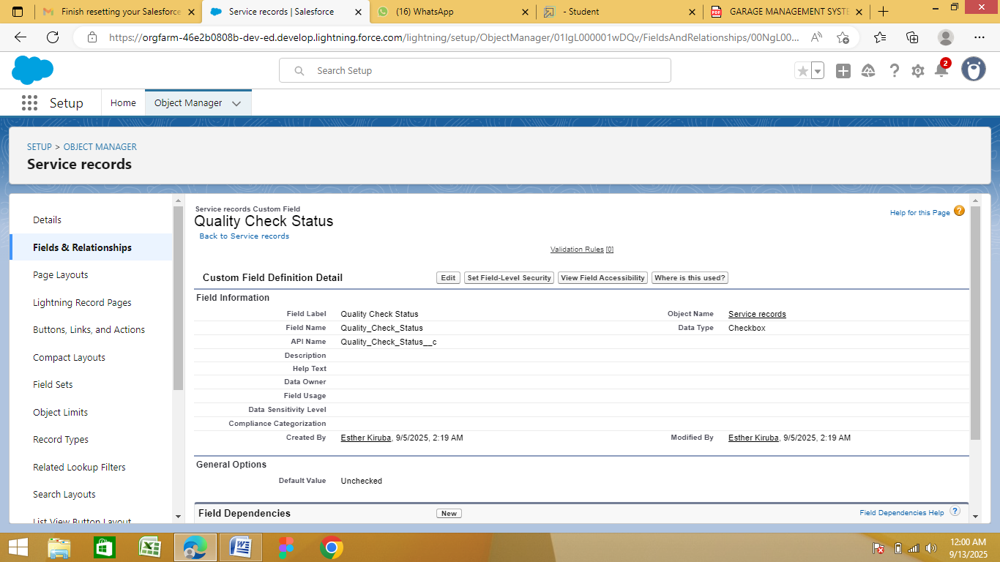 Finish resetting your Salesforce
Service records | Salesforce
(16) WhatsApp
- Student
GARAGE MANAGEMENT SYSTE
https://orgfarm-46e2b0808b-dev-ed.develop.lightning.force.com/lightning/setup/ObjectManager/01IgL000001wDQv/FieldsAndRelationships/00NgL00...
Search Setup
2
Setup
Home
Object Manager
SETUP > OBJECT MANAGER
Service records
Details
Fields & Relationships
Page Layouts
Lightning Record Pages
Buttons, Links, and Actions
Compact Layouts
Field Sets
Object Limits
Record Types
Related Lookup Filters
Search Layouts
List View Button Layout
Service records Custom Field
Quality Check Status
Back to Service records
Help for this Page
Validation Rules [0]
Custom Field Definition Detail
Edit
Set Field-Level Security
View Field Accessibility
Where is this used?
Field Information
Field Label Quality Check Status Object Name Service records
Field Name Quality_Check_Status Data Type Checkbox
API Name Quality_Check_Status__c
Description
Help Text
Data Owner
Field Usage
Data Sensitivity Level
Compliance Categorization
Created By Esther Kiruba, 9/5/2025, 2:19 AM Modified By Esther Kiruba, 9/5/2025, 2:19 AM
General Options
Default Value Unchecked
Field Dependencies New Field Dependencies Help
12:00 AM
9/13/2025